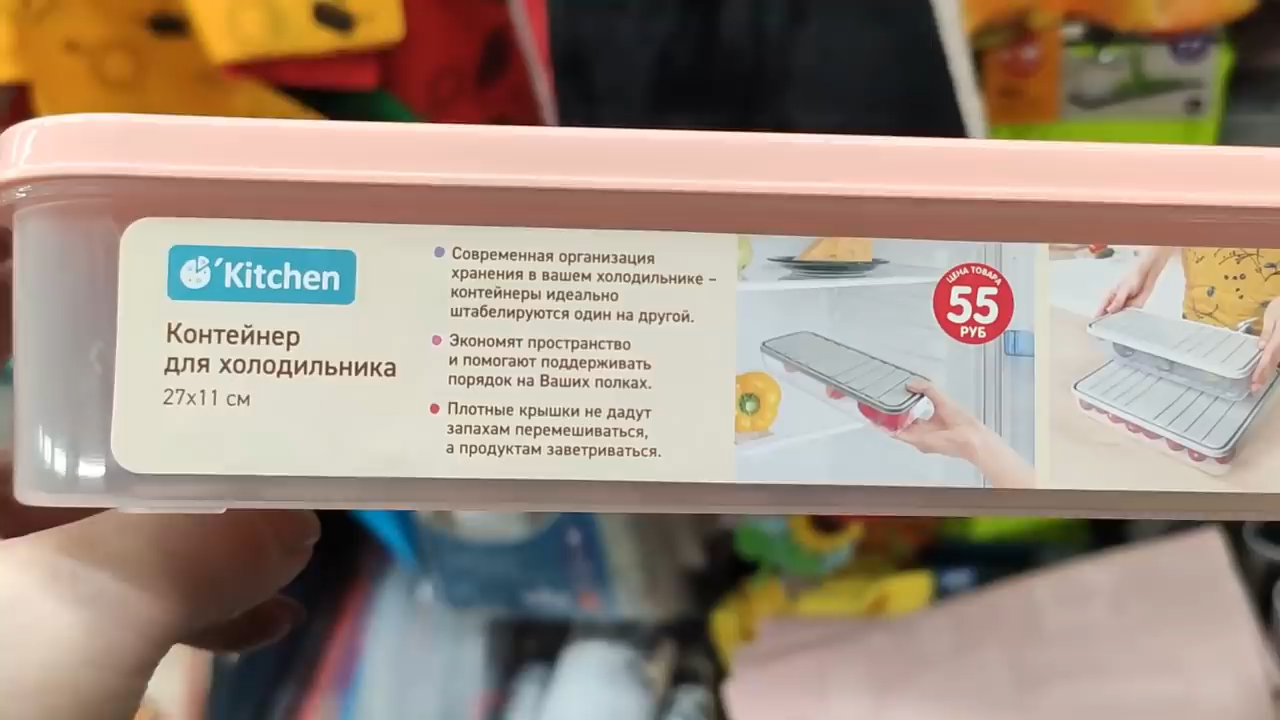 'Kitchen
Контейнер
для холодильника
27x11 см
Современная организация
хранения в вашем холодильнике –
контейнеры идеально
штабелируются один на другой.
Экономят пространство
и помогают поддерживать
порядок на Ваших полках.
Плотные крышки не дадут
запахам перемешиваться,
а продуктам заветриваться.
ЦЕНА ТОВАРА
55
РУБ